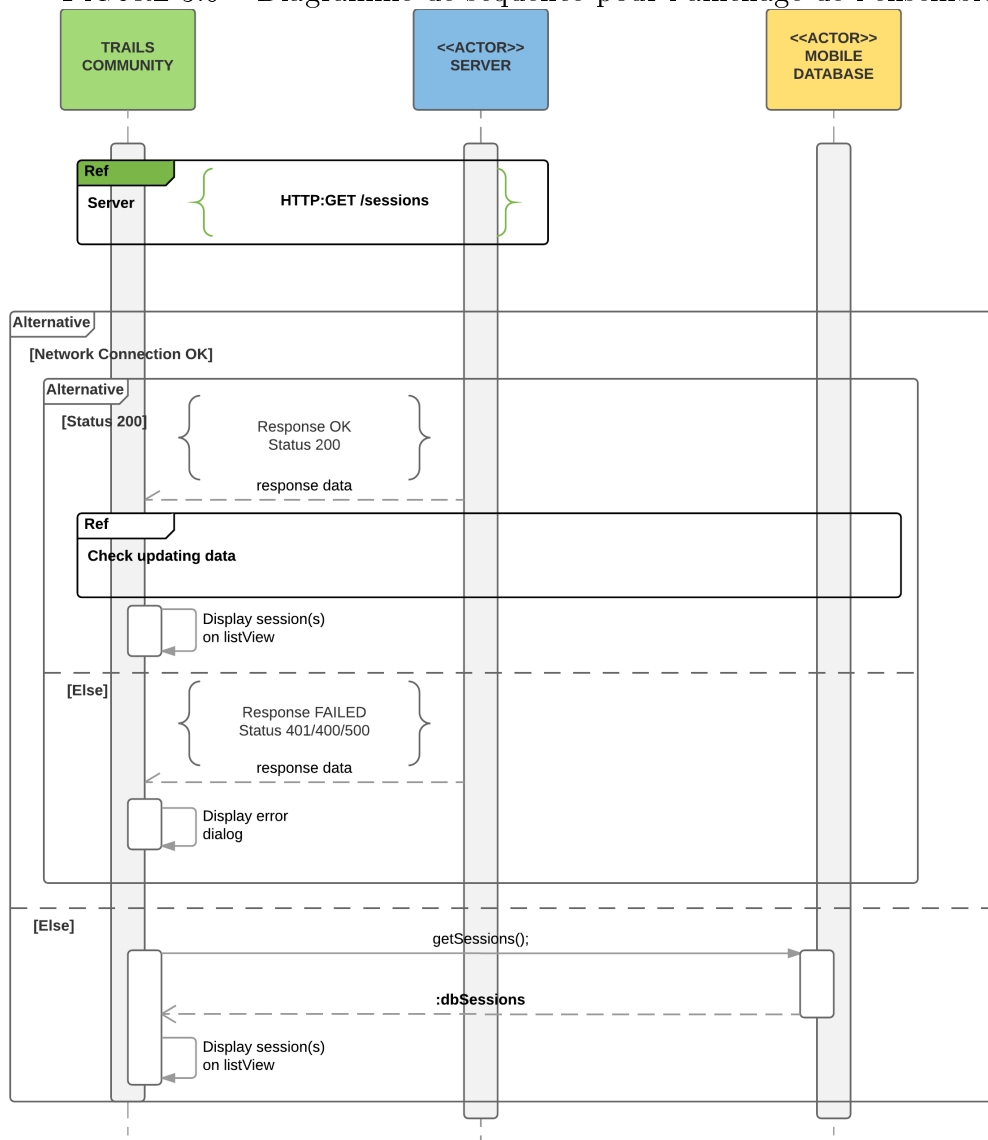 TRAILS
COMMUNITY
<<ACTOR>>
SERVER
<<ACTOR>>
MOBILE
DATABASE
Ref
Server
HTTP:GET /sessions
Alternative
[Network Connection OK]
Alternative
[Status 200]
Response OK
Status 200
response data
Ref
Check updating data
Display session(s)
on listView
[Else]
Response FAILED
Status 401/400/500
response data
Display error
dialog
[Else]
getSessions();
:dbSessions
Display session(s)
on listView